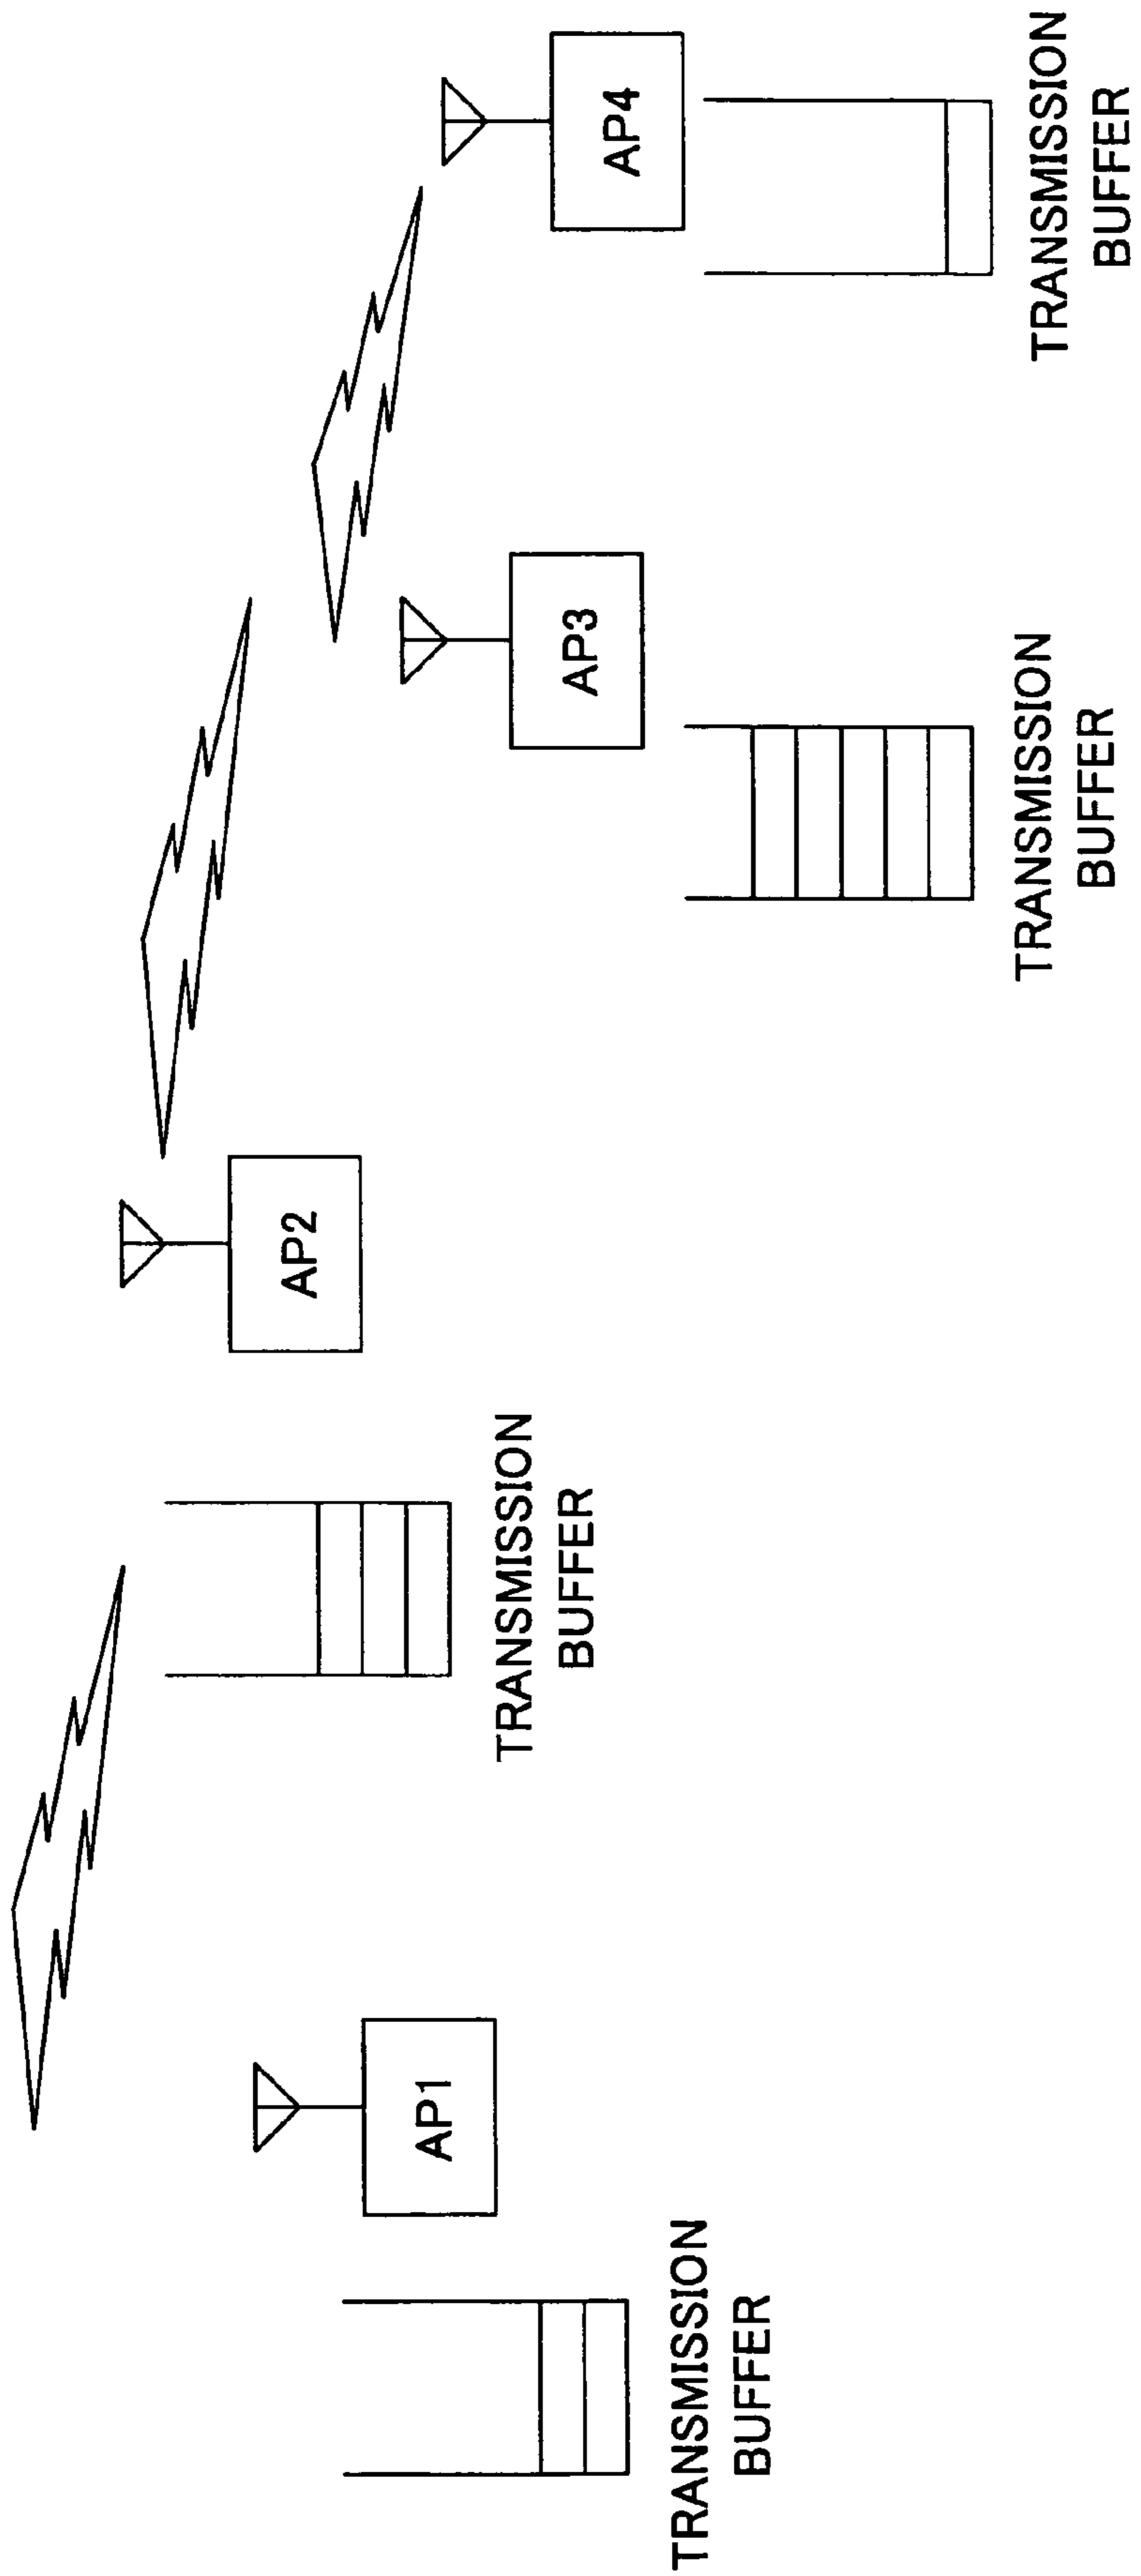 AP1
TRANSMISSION
BUFFER
AP2
TRANSMISSION
BUFFER
AP3
TRANSMISSION
BUFFER
AP4
TRANSMISSION
BUFFER